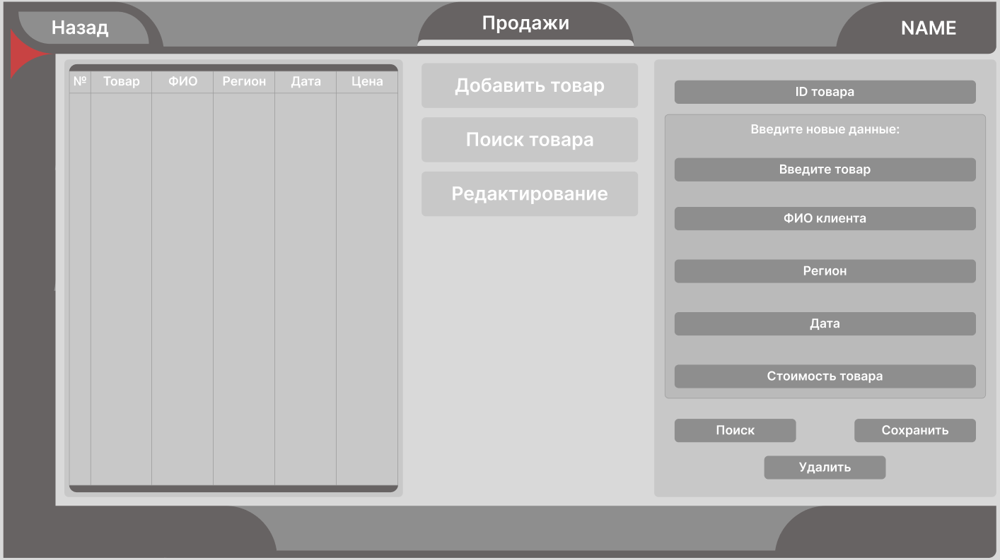 Назад
Продажи
NAME
№ Товар ФИО Регион Дата Цена
Добавить товар
Поиск товара
Редактирование
ID товара
Введите новые данные:
Введите товар
ФИО клиента
Регион
Дата
Стоимость товара
Поиск
Сохранить
Удалить